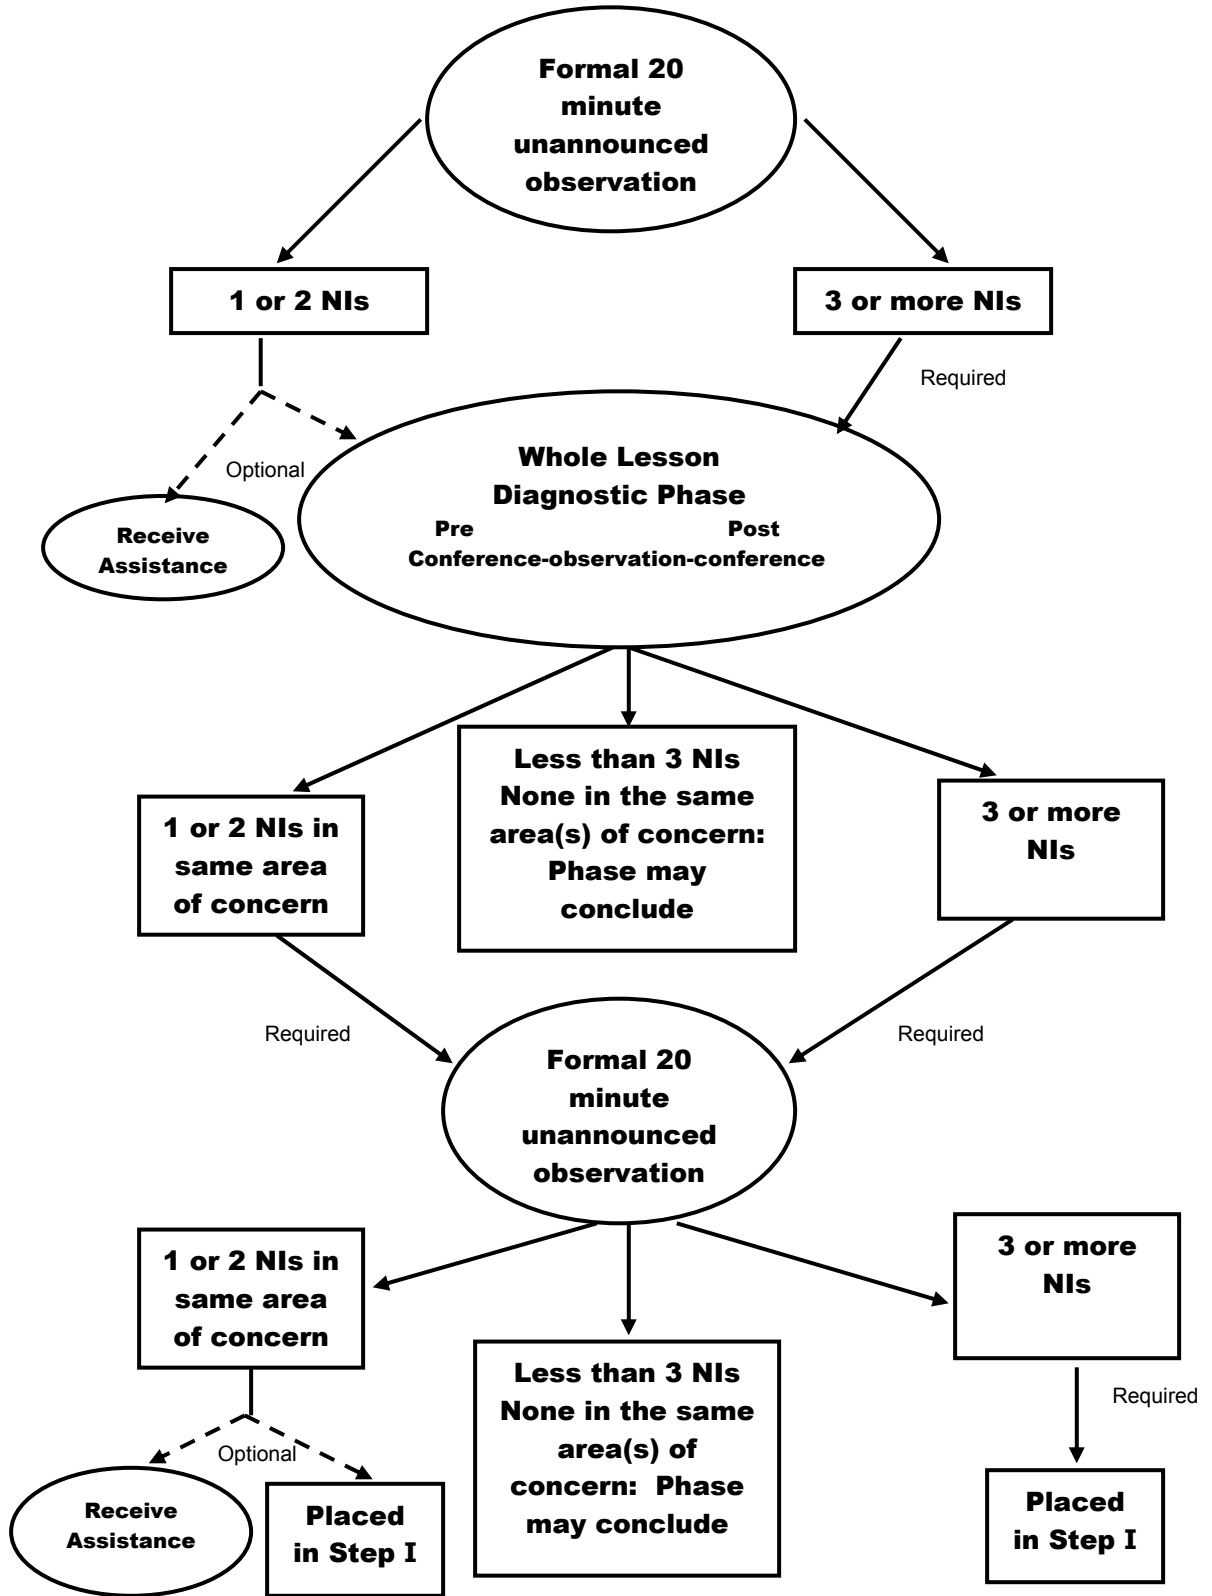 Formal 20
minute
unannounced
observation
1 or 2 NIs
3 or more NIs
Required
Optional
Receive
Assistance
Whole Lesson
Diagnostic Phase
Pre Post
Conference-observation-conference
1 or 2 NIs in
same area
of concern
Less than 3 NIs
None in the same
area(s) of concern:
Phase may
conclude
3 or more
NIs
Required
Required
Formal 20
minute
unannounced
observation
1 or 2 NIs in
same area
of concern
Less than 3 NIs
None in the same
area(s) of
concern:  Phase
may conclude
3 or more
NIs
Required
Optional
Receive
Assistance
Placed
in Step I
Placed
in Step I